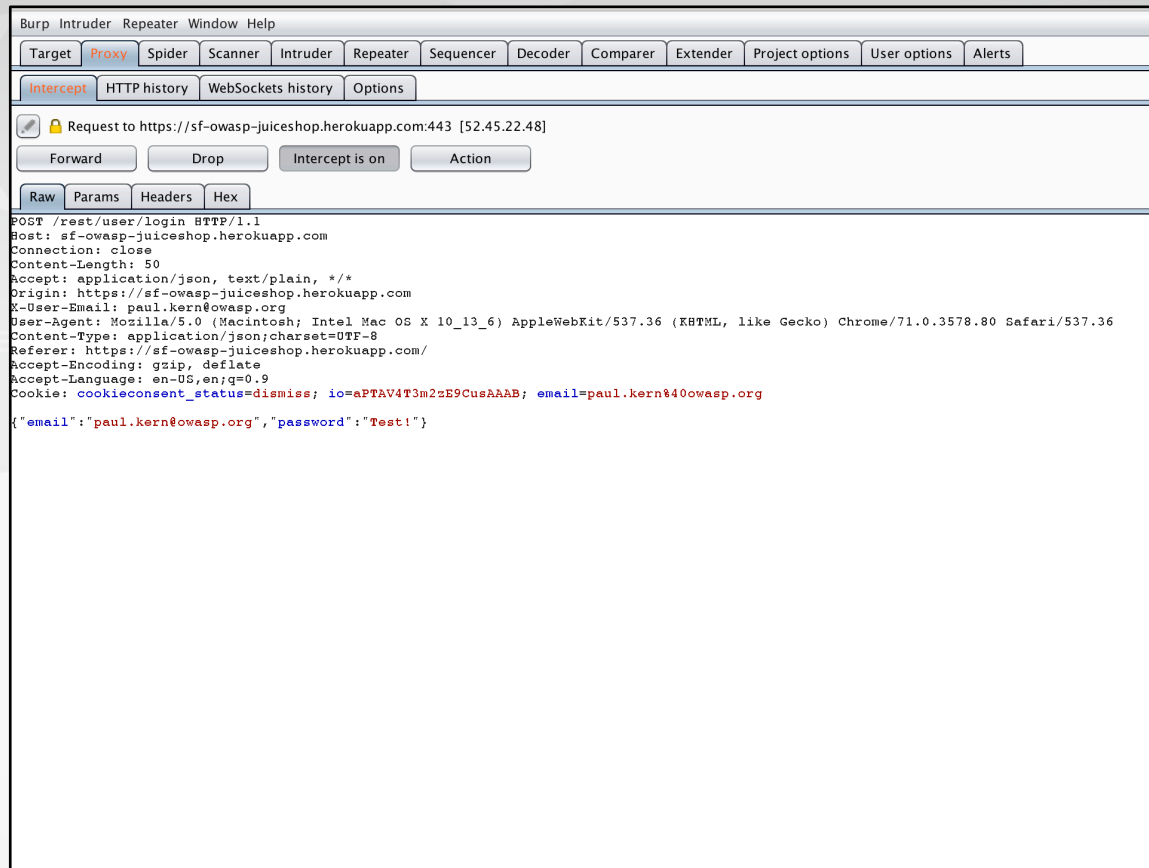 Burp Intruder Repeater Window Help
Target Proxy Spider Scanner Intruder Repeater Sequencer Decoder Comparer Extender Project options User options Alerts
Intercept HTTP history WebSockets history Options
Request to https://sf-owasp-juiceshop.herokuapp.com:443 [52.45.22.48]
Forward Drop Intercept is on Action
Raw Params Headers Hex
POST /rest/user/login HTTP/1.1
Host: sf-owasp-juiceshop.herokuapp.com
Connection: close
Content-Length: 50
Accept: application/json, text/plain, */*
Origin: https://sf-owasp-juiceshop.herokuapp.com
X-User-Email: paul.kern@owasp.org
User-Agent: Mozilla/5.0 (Macintosh; Intel Mac OS X 10_13_6) AppleWebKit/537.36 (KHTML, like Gecko) Chrome/71.0.3578.80 Safari/537.36
Content-Type: application/json;charset=UTF-8
Referer: https://sf-owasp-juiceshop.herokuapp.com/
Accept-Encoding: gzip, deflate
Accept-Language: en-US,en;q=0.9
Cookie: cookieconsent_status=dismiss; io=aPTAV4T3m2zE9CusAAAB; email=paul.kern%40owasp.org
{"email":"paul.kern@owasp.org","password":"Test!"}